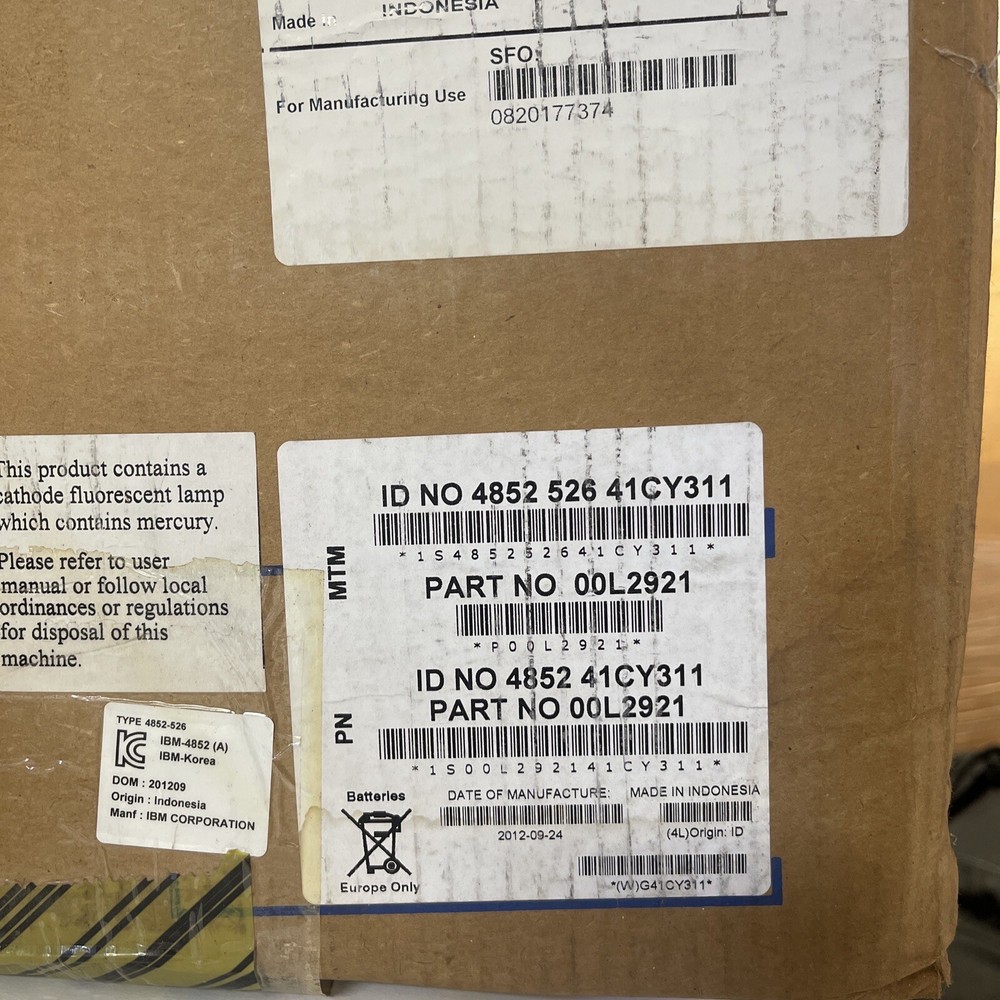 Made in INDONESIA
SFO:
For Manufacturing Use
0820177374
This product contains a
cathode fluorescent lamp
which contains mercury.
Please refer to user
manual or follow local
ordinances or regulations
for disposal of this
machine.
TYPE 4852-526
IBM-4852 (A)
IBM-Korea
DOM : 201209
Origin : Indonesia
Manf : IBM CORPORATION
MTM
ID NO 4852 526 41CY311
*1S485252641CY311*
PART NO 00L2921
*P00L2921*
PN
ID NO 4852 41CY311
PART NO 00L2921
*1S00L292141CY311*
Batteries
Europe Only
DATE OF MANUFACTURE:
2012-09-24
MADE IN INDONESIA
(4L)Origin: ID
*(W)G41CY311*